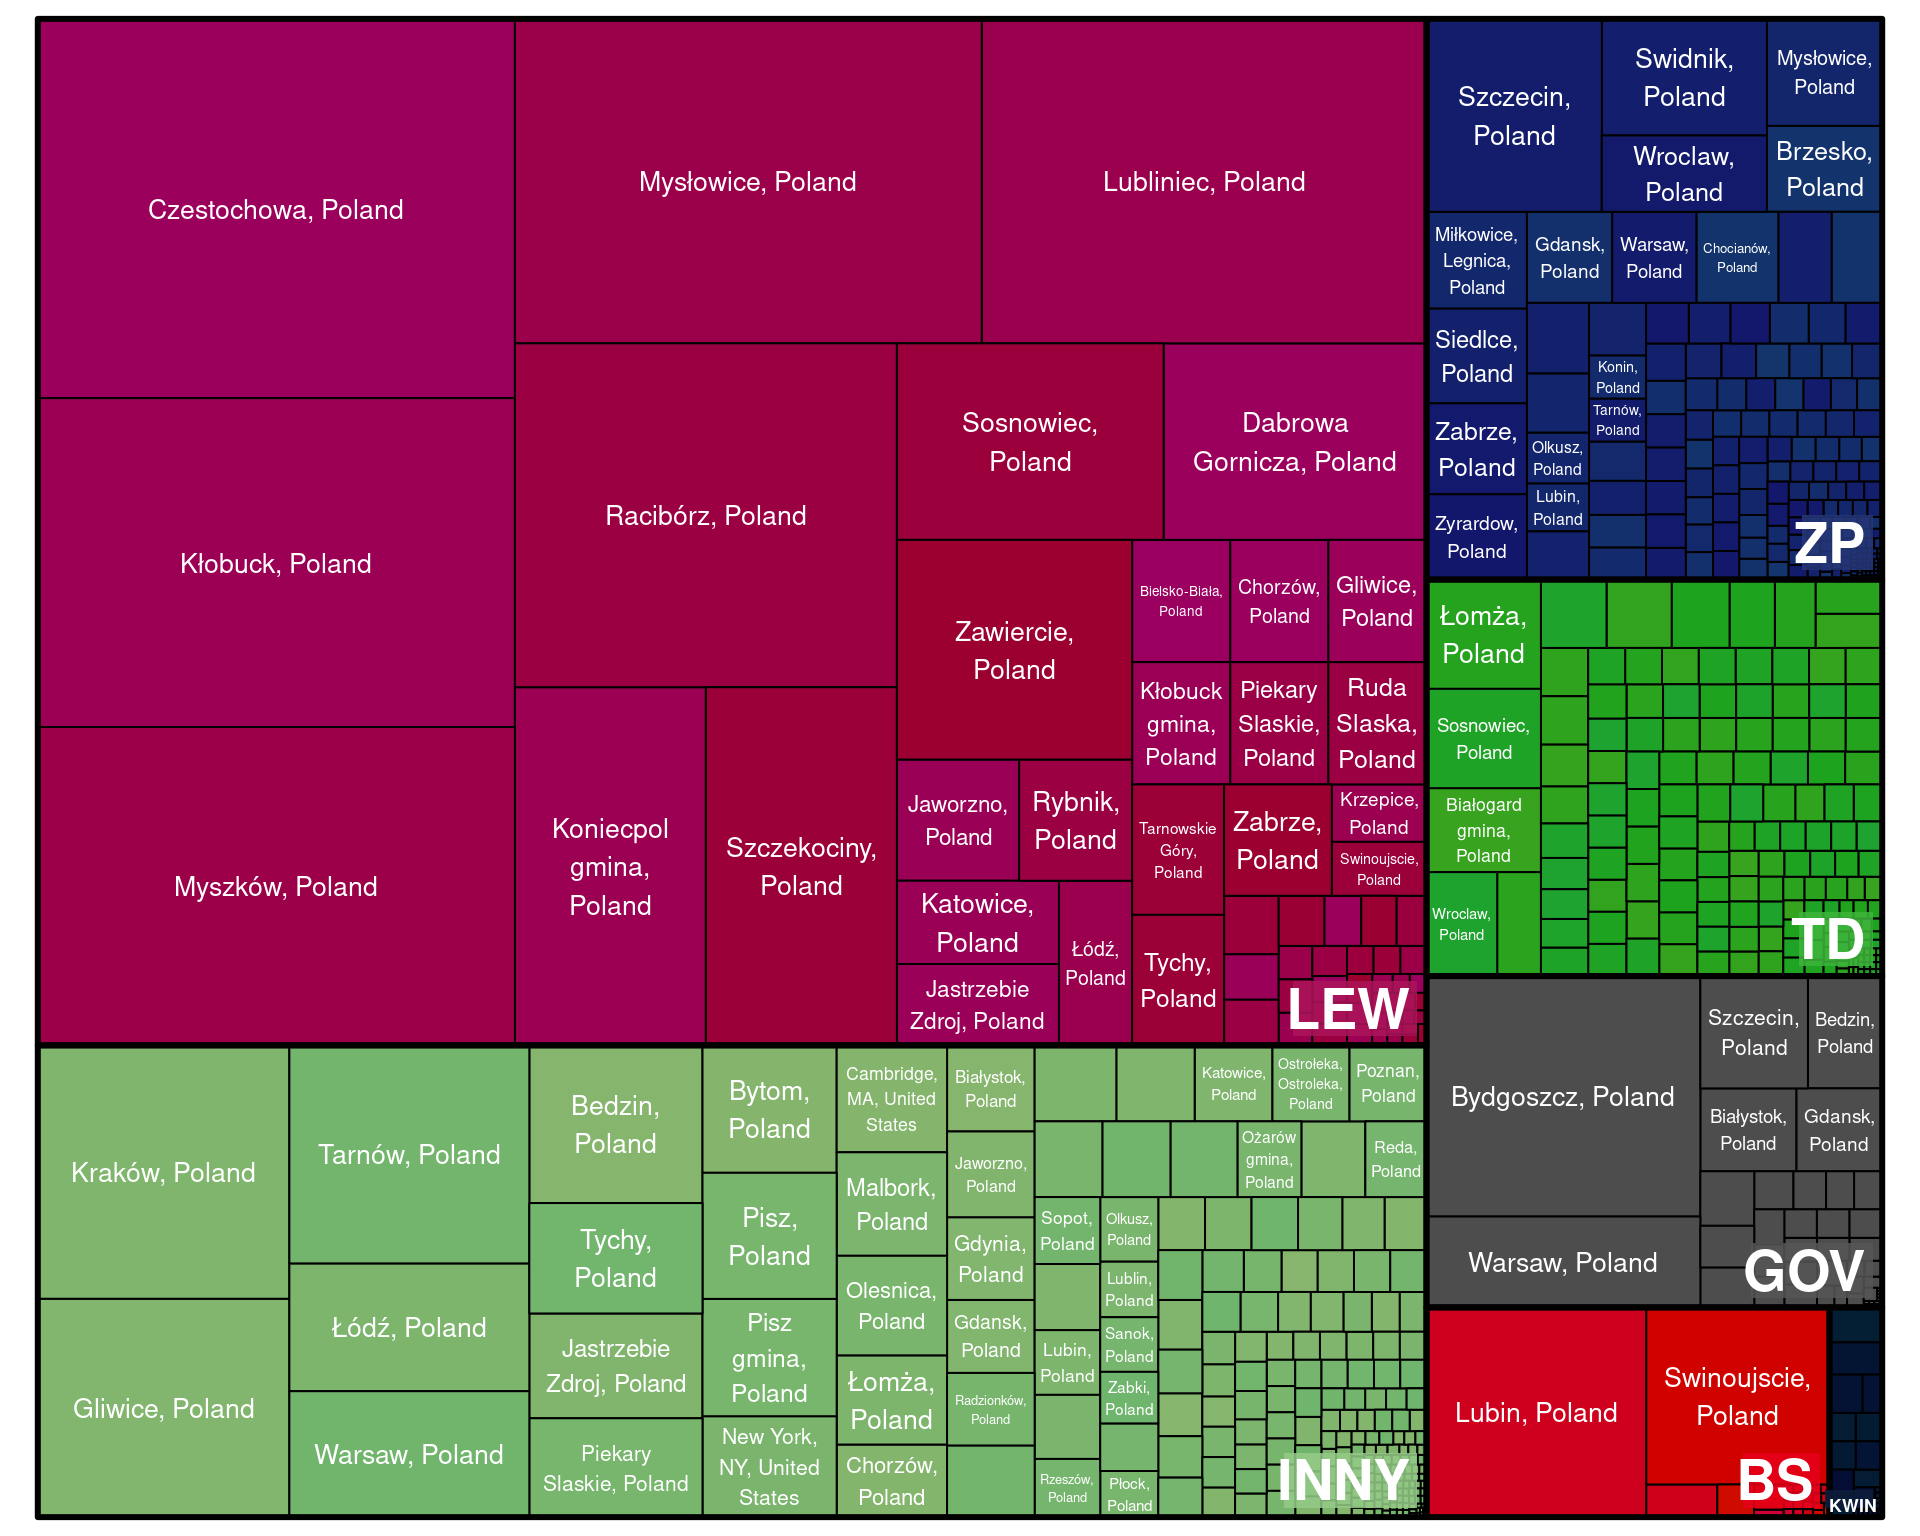 Czestochowa, Poland
Kłobuck, Poland
Myszków, Poland
Mysłowice, Poland
Lubliniec, Poland
Racibórz, Poland
Sosnowiec,
Poland
Dabrowa
Gornicza, Poland
Koniecpol
gmina,
Poland
Szczekociny,
Poland
Zawiercie,
Poland
Jaworzno,
Poland
Rybnik,
Poland
Katowice,
Poland
Jastrzebie
Zdroj, Poland
Łódź,
Poland
Bielsko-Biała,
Poland
Chorzów,
Poland
Gliwice,
Poland
Kłobuck
gmina,
Poland
Piekary
Slaskie,
Poland
Ruda
Slaska,
Poland
Tarnowskie
Góry,
Poland
Zabrze,
Poland
Krzepice,
Poland
Swinoujscie,
Poland
Tychy,
Poland
LEW
Szczecin,
Poland
Swidnik,
Poland
Mysłowice,
Poland
Wroclaw,
Poland
Brzesko,
Poland
Miłkowice,
Legnica,
Poland
Gdansk,
Poland
Warsaw,
Poland
Chocianów,
Poland
Siedlce,
Poland
Zabrze,
Poland
Zyrardow,
Poland
Konin,
Poland
Tarnów,
Poland
Olkusz,
Poland
Lubin,
Poland
ZP
Łomża,
Poland
Sosnowiec,
Poland
Białogard
gmina,
Poland
Wroclaw,
Poland
TD
Bydgoszcz, Poland
Warsaw, Poland
Szczecin,
Poland
Bedzin,
Poland
Białystok,
Poland
Gdansk,
Poland
GOV
Lubin, Poland
Swinoujscie,
Poland
BS
KWIN
Kraków, Poland
Gliwice, Poland
Tarnów, Poland
Łódź, Poland
Warsaw, Poland
Bedzin,
Poland
Tychy,
Poland
Jastrzebie
Zdroj, Poland
Piekary
Slaskie, Poland
Bytom,
Poland
Pisz,
Poland
Pisz
gmina,
Poland
New York,
NY, United
States
Cambridge,
MA, United
States
Malbork,
Poland
Olesnica,
Poland
Łomża,
Poland
Chorzów,
Poland
Białystok,
Poland
Jaworzno,
Poland
Gdynia,
Poland
Gdansk,
Poland
Radzionków,
Poland
Katowice,
Poland
Ostrołeka,
Ostroleka,
Poland
Poznan,
Poland
Ożarów
gmina,
Poland
Reda,
Poland
Sopot,
Poland
Olkusz,
Poland
Lublin,
Poland
Lubin,
Poland
Sanok,
Poland
Zabki,
Poland
Rzeszów,
Poland
Płock,
Poland
INNY